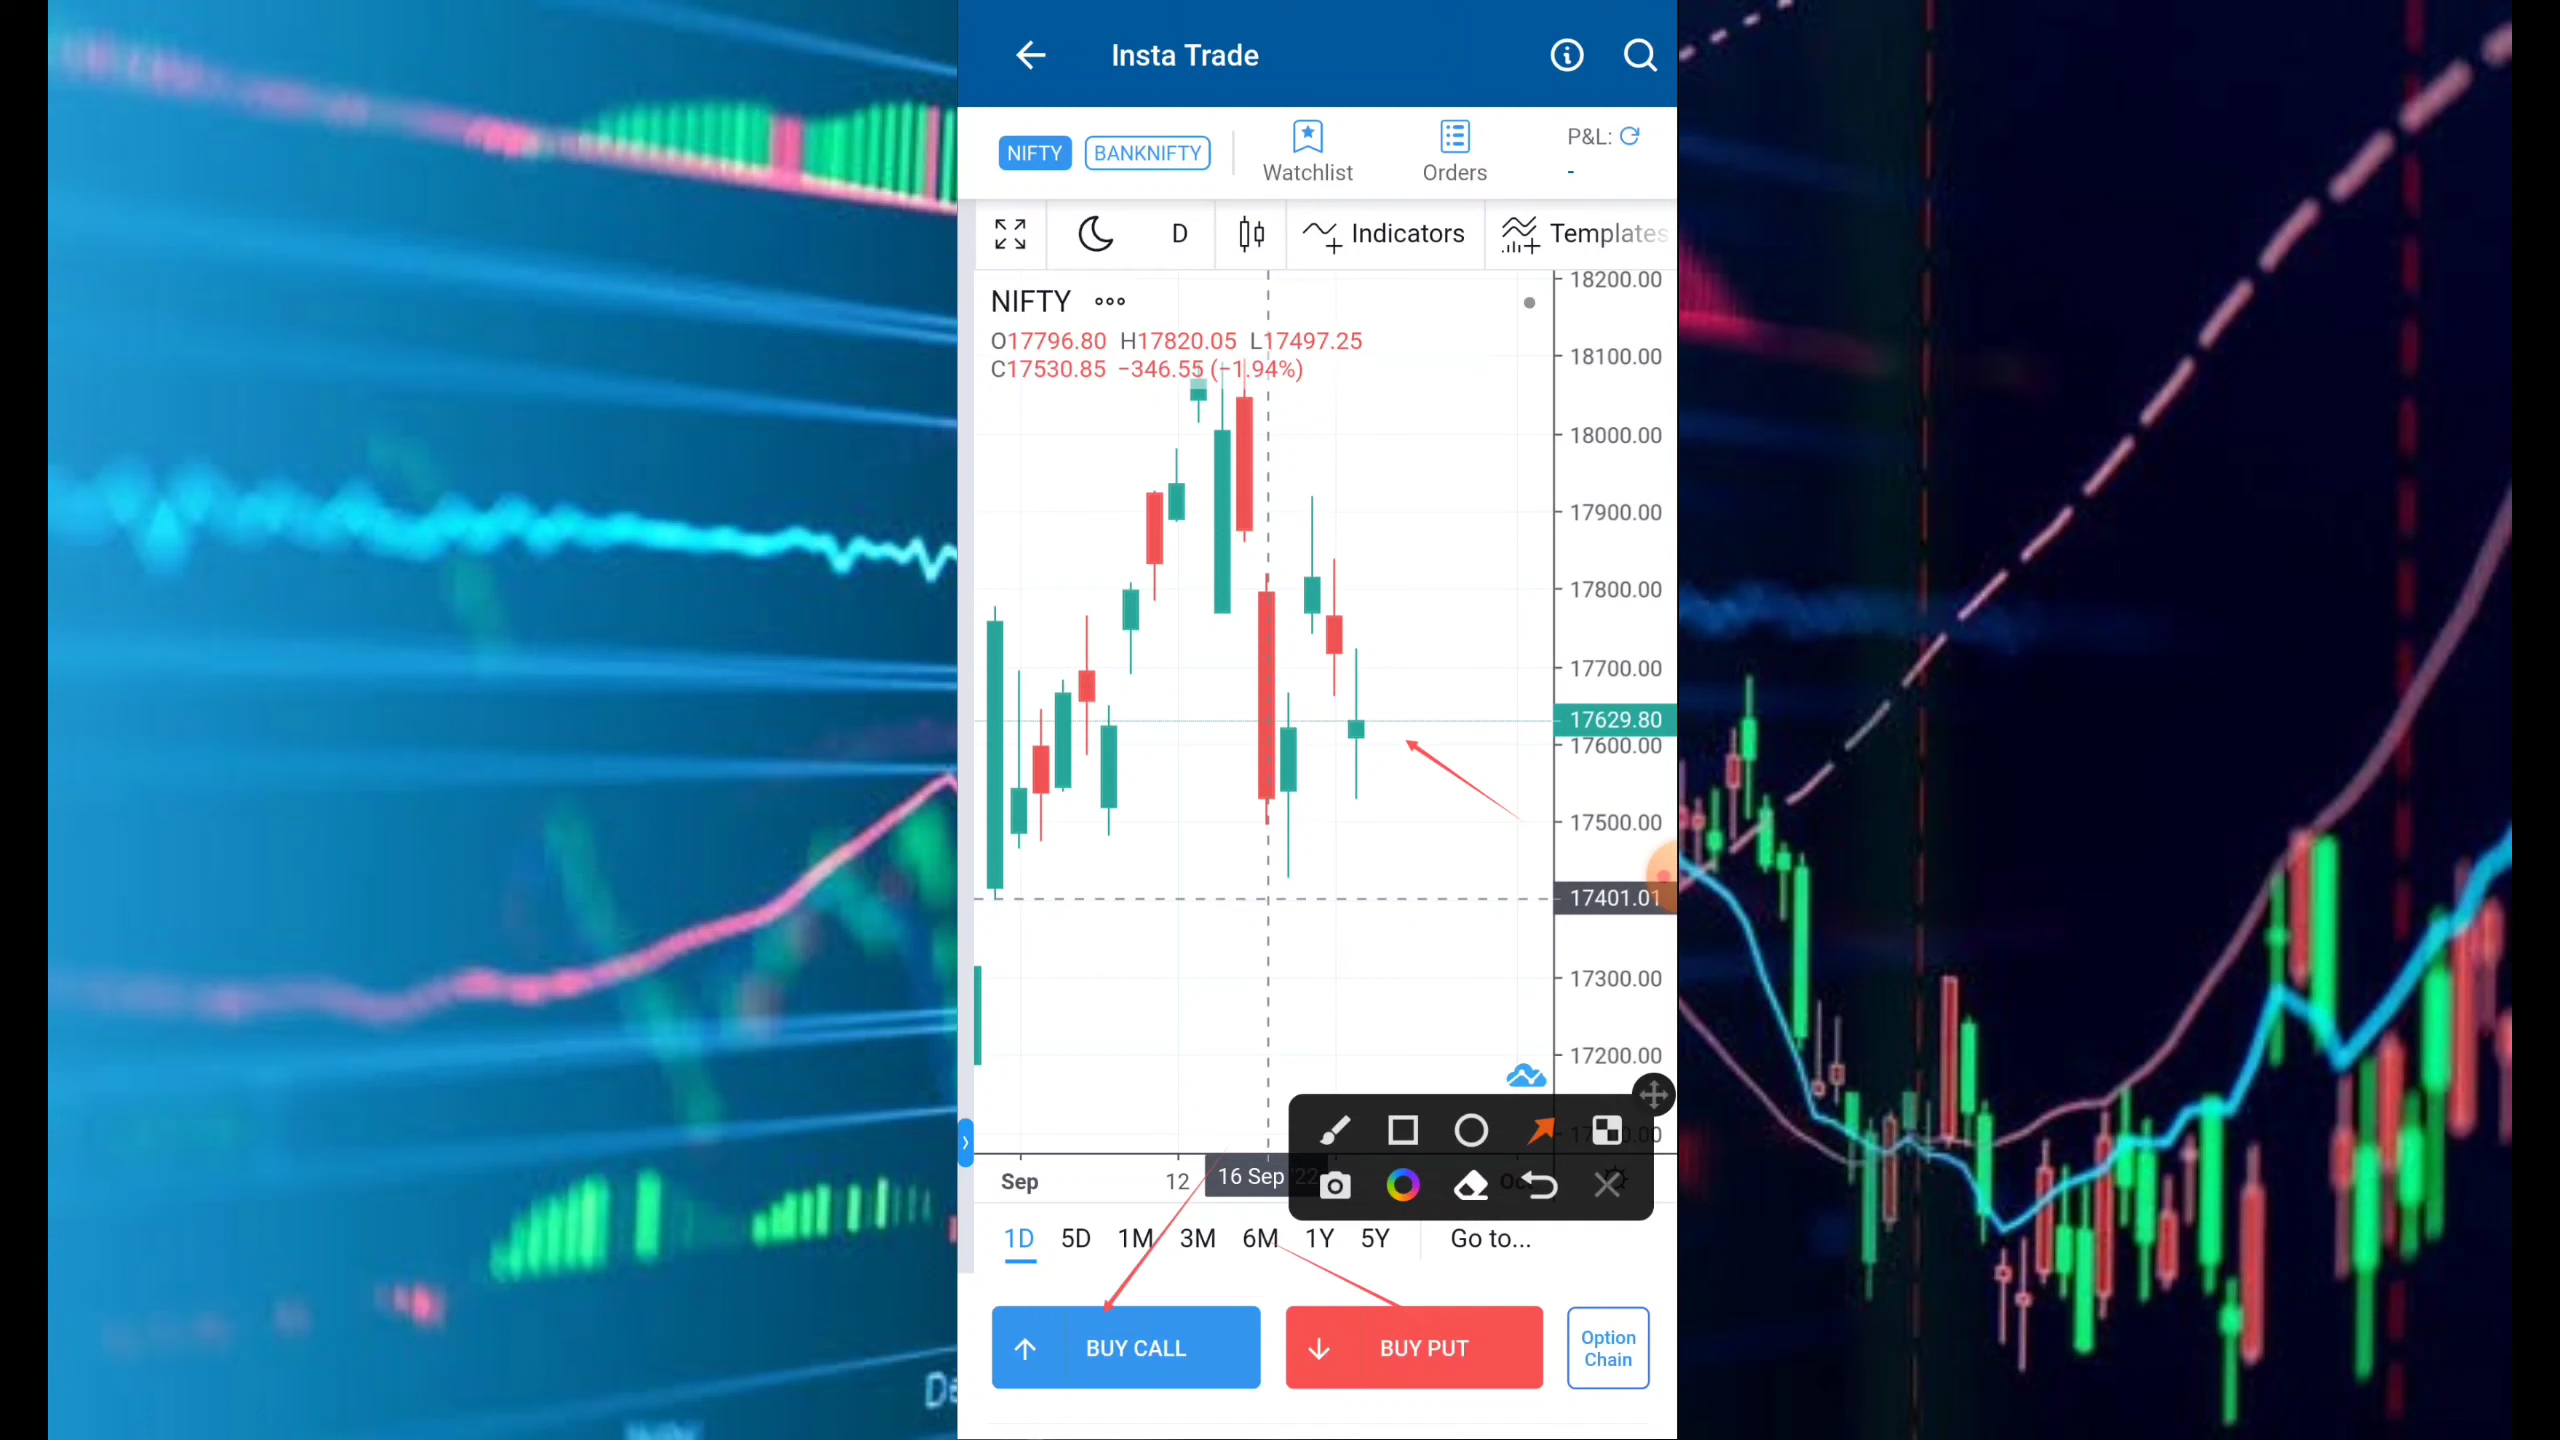 Insta Trade
NIFTY BANKNIFTY Watchlist Orders P&L:
-
D Indicators Templates
NIFTY
O17796.80 H17820.05 L17497.25
C17530.85 −346.55 (−1.94%)
18200.00
18100.00
18000.00
17900.00
17800.00
17700.00
17629.80
17600.00
17500.00
17401.01
17300.00
17200.00
Sep 12 16 Sep '22
1D 5D 1M 3M 6M 1Y 5Y Go to...
BUY CALL BUY PUT Option
Chain